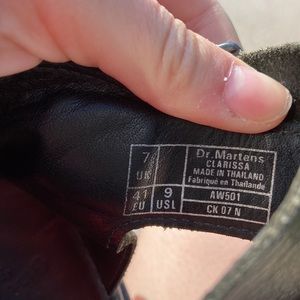 7 UK
41 EU
9 USL
Dr. Martens
CLARISSA
MADE IN THAILAND
Fabriqué en Thaïlande
AW501
CK 07 N